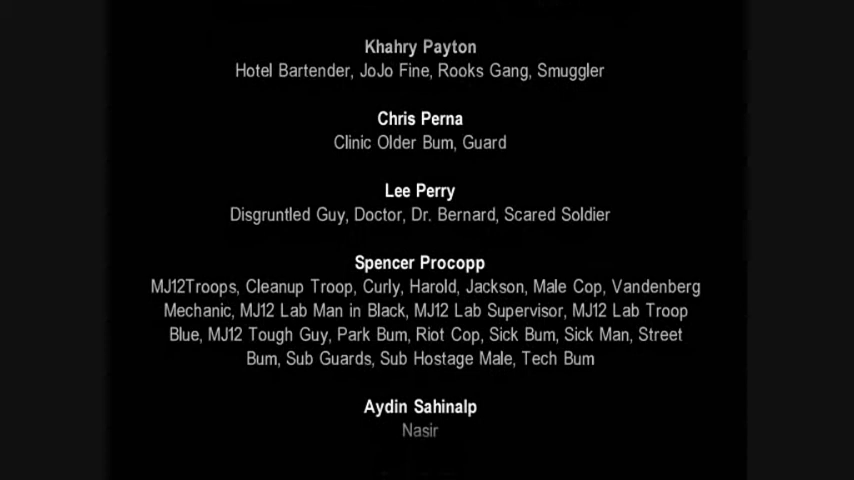 Khahry Payton
Hotel Bartender, JoJo Fine, Rooks Gang, Smuggler
Chris Perna
Clinic Older Bum, Guard
Lee Perry
Disgruntled Guy, Doctor, Dr. Bernard, Scared Soldier
Spencer Procopp
MJ12Troops, Cleanup Troop, Curly, Harold, Jackson, Male Cop, Vandenberg
Mechanic, MJ12 Lab Man in Black, MJ12 Lab Supervisor, MJ12 Lab Troop
Blue, MJ12 Tough Guy, Park Bum, Riot Cop, Sick Bum, Sick Man, Street
Bum, Sub Guards, Sub Hostage Male, Tech Bum
Aydin Sahinalp
Nasir